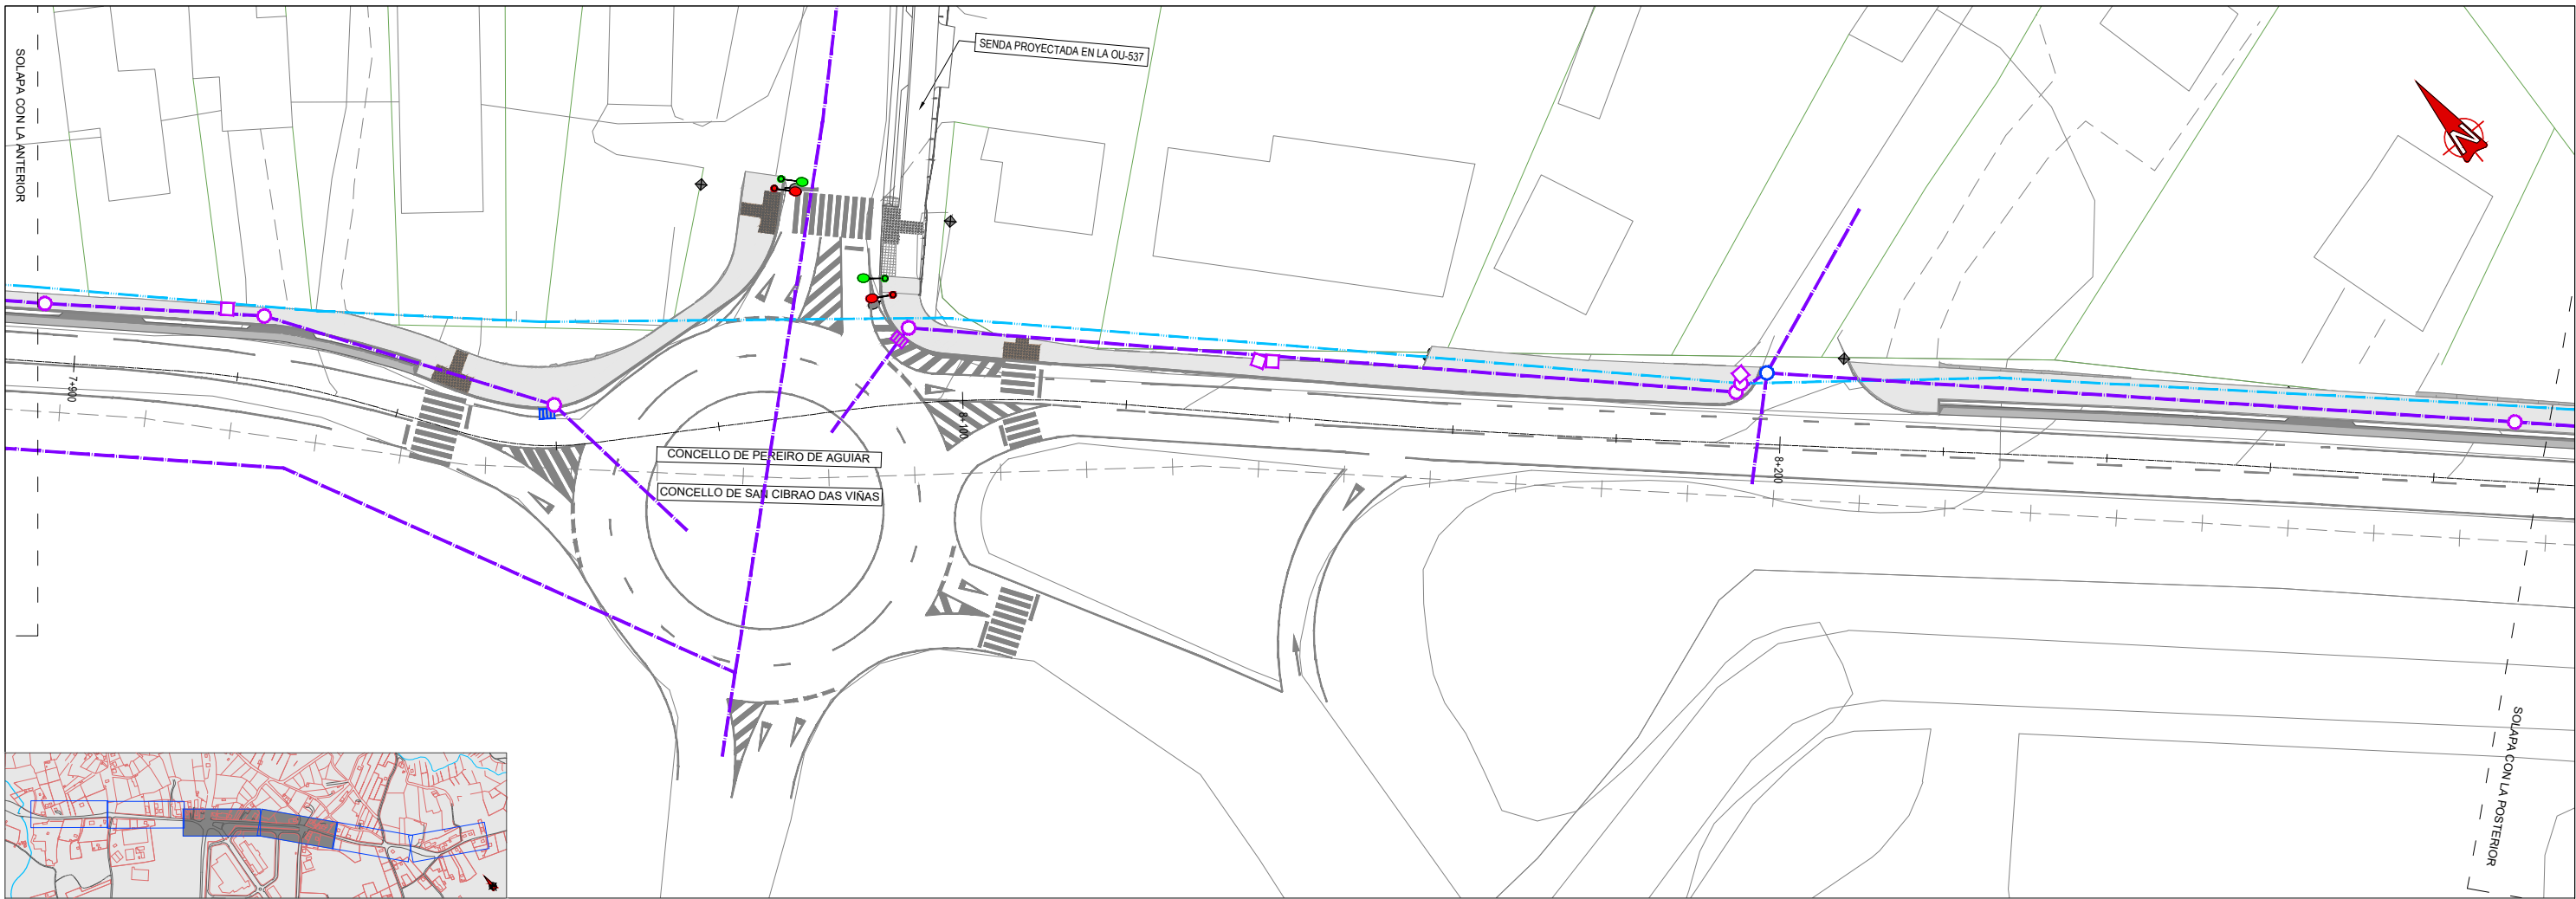 SENDA PROYECTADA EN LA OU-537
SOLAPA CON LA ANTERIOR
N
7+900
8+100
CONCELLO DE PEREIRO DE AGUIAR
CONCELLO DE SAN CIBRAO DAS VIÑAS
8+200
SOLAPA CON LA POSTERIOR